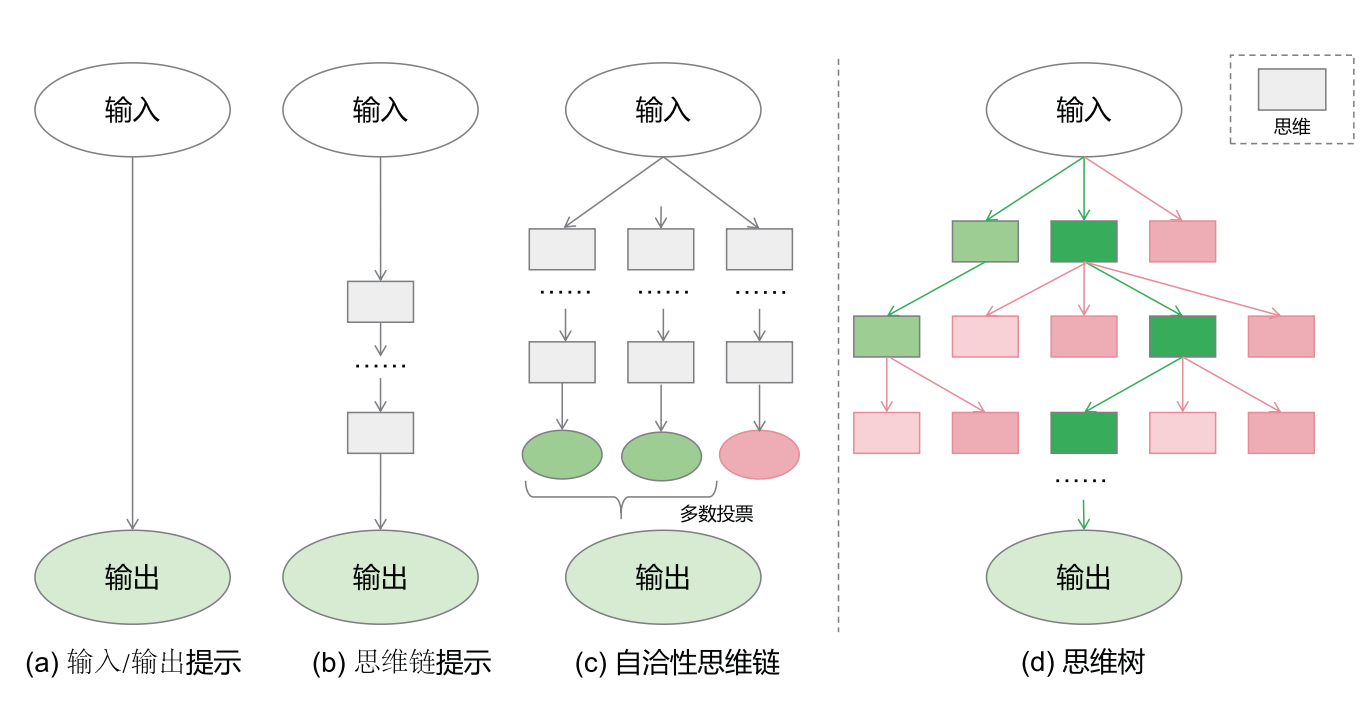 输入
输入
输入
输入
思维
......
......
......
......
多数投票
......
输出
输出
输出
输出
(a) 输入/输出提示
(b) 思维链提示
(c) 自洽性思维链
(d) 思维树